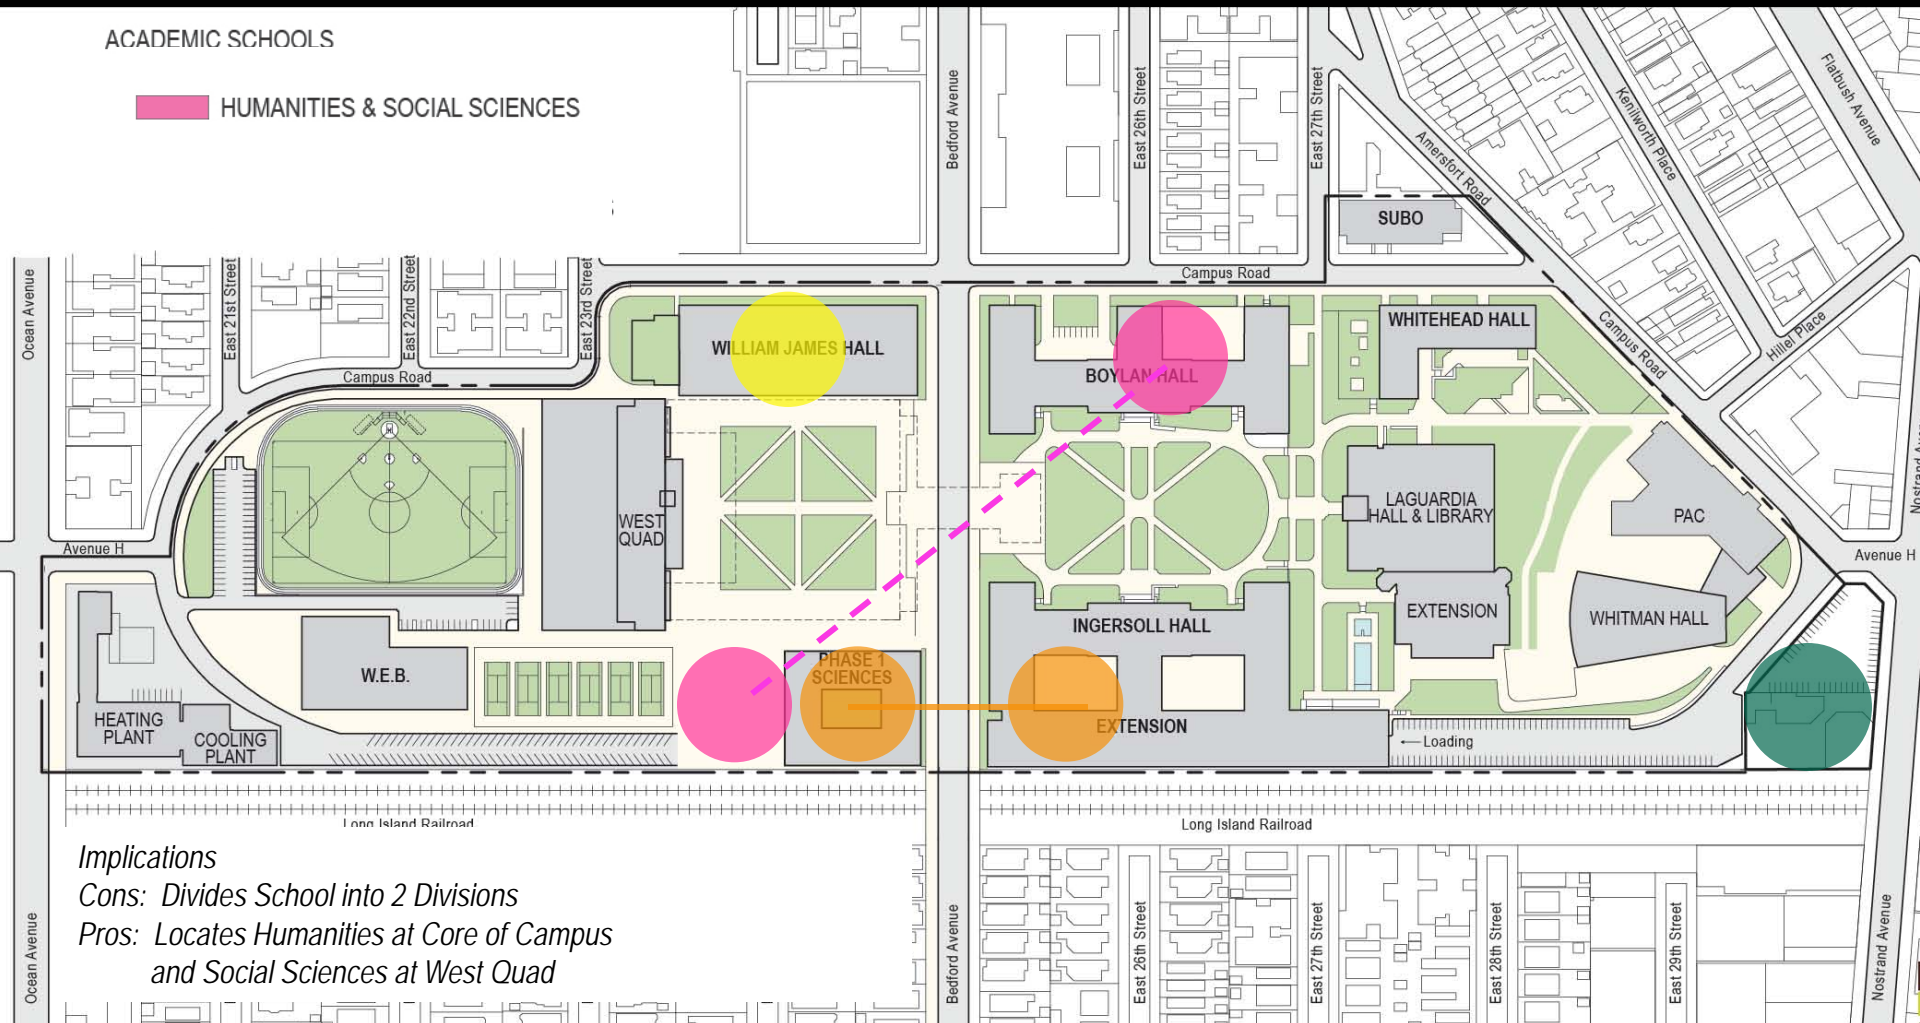 ACADEMIC SCHOOLS
HUMANITIES & SOCIAL SCIENCES
Bedford Avenue
East 26th Street
East 27th Street
Amersfort Road
Kenilworth Place
Flatbush Avenue
SUBO
Campus Road
Ocean Avenue
East 21st Street
East 22nd Street
East 23rd Street
Campus Road
WILLIAM JAMES HALL
BOYLAN HALL
WHITEHEAD HALL
Campus Road
Hillel Place
WEST
QUAD
LAGUARDIA
HALL & LIBRARY
PAC
Avenue H
Avenue H
EXTENSION
WHITMAN HALL
INGERSOLL HALL
W.E.B.
PHASE 1
SCIENCES
HEATING
PLANT
COOLING
PLANT
EXTENSION
Loading
Long Island Railroad
Long Island Railroad
Implications
Cons: Divides School into 2 Divisions
Pros: Locates Humanities at Core of Campus
and Social Sciences at West Quad
Ocean Avenue
Bedford Avenue
East 26th Street
East 27th Street
East 28th Street
East 29th Street
Nostrand Avenue